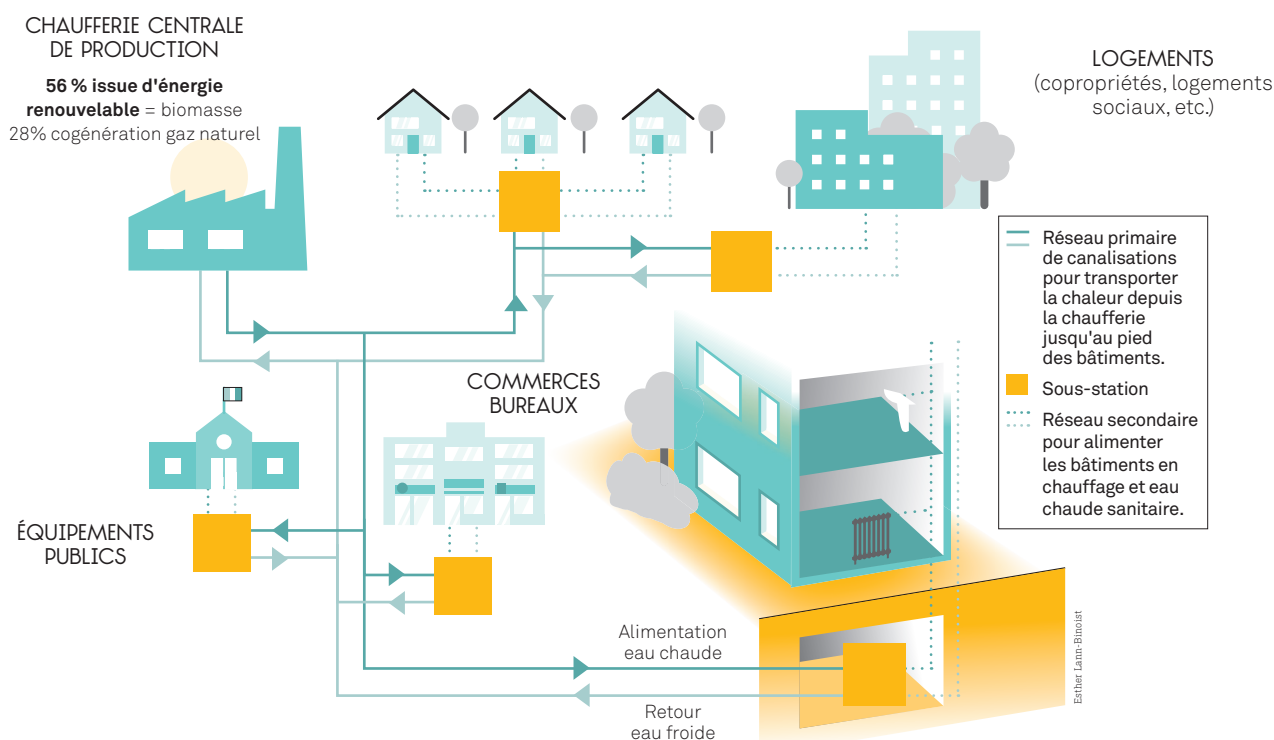 CHAUFFERIE CENTRALE
DE PRODUCTION
56 % issue d'énergie
renouvelable = biomasse
28% cogénération gaz naturel
LOGEMENTS
(copropriétés, logements
sociaux, etc.)
Réseau primaire
de canalisations
pour transporter
la chaleur depuis
la chaufferie
jusqu'au pied
des bâtiments.
Sous-station
Réseau secondaire
pour alimenter
les bâtiments en
chauffage et eau
chaude sanitaire.
COMMERCES
BUREAUX
ÉQUIPEMENTS
PUBLICS
Alimentation
eau chaude
Retour
eau froide
Esther Lann-Binoist